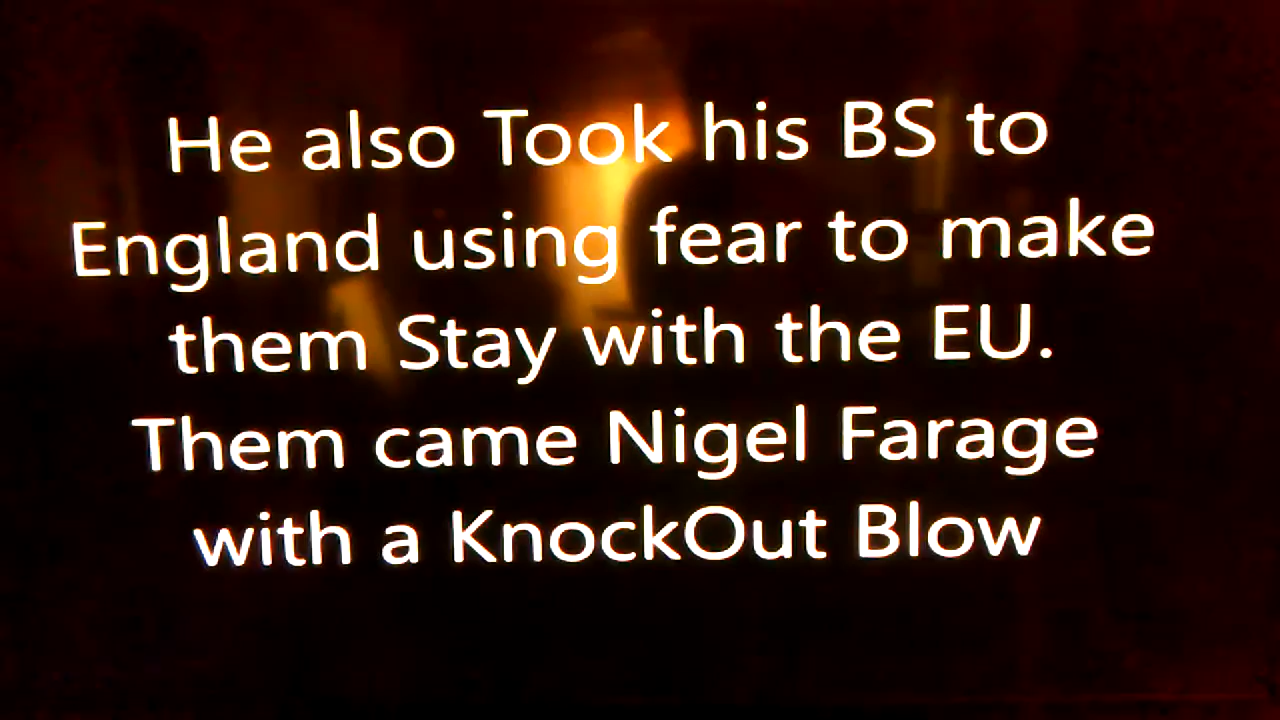 He also Took his BS to
England using fear to make
them Stay with the EU.
Them came Nigel Farage
with a KnockOut Blow